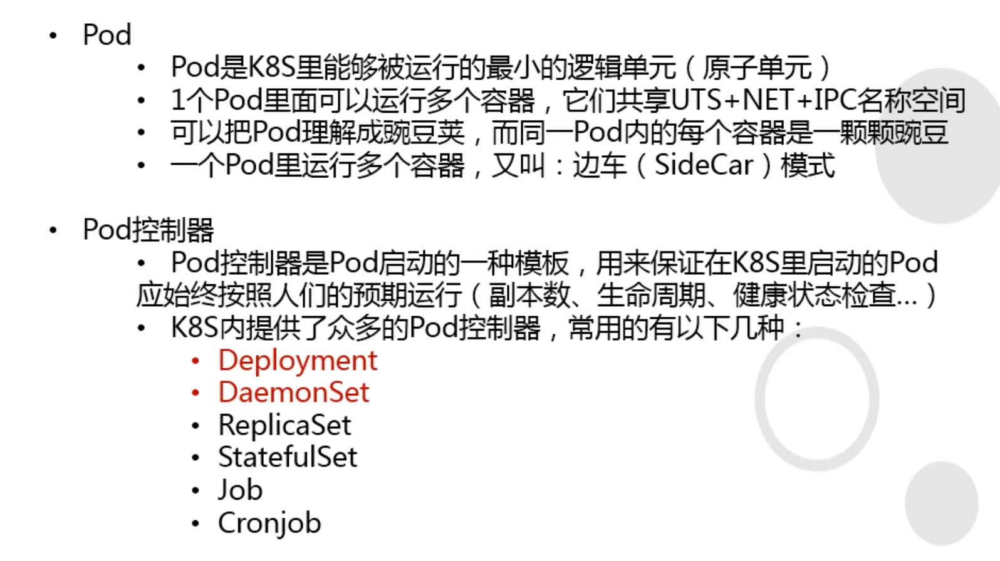 • Pod
• Pod是K8S里能够被运行的最小的逻辑单元（原子单元）
• 1个Pod里面可以运行多个容器，它们共享UTS+NET+IPC名称空间
• 可以把Pod理解成豌豆荚，而同一Pod内的每个容器是一颗颗豌豆
• 一个Pod里运行多个容器，又叫：边车（SideCar）模式
• Pod控制器
• Pod控制器是Pod启动的一种模板，用来保证在K8S里启动的Pod
应始终按照人们的预期运行（副本数、生命周期、健康状态检查...）
• K8S内提供了众多的Pod控制器，常用的有以下几种：
• Deployment
• DaemonSet
• ReplicaSet
• StatefulSet
• Job
• Cronjob